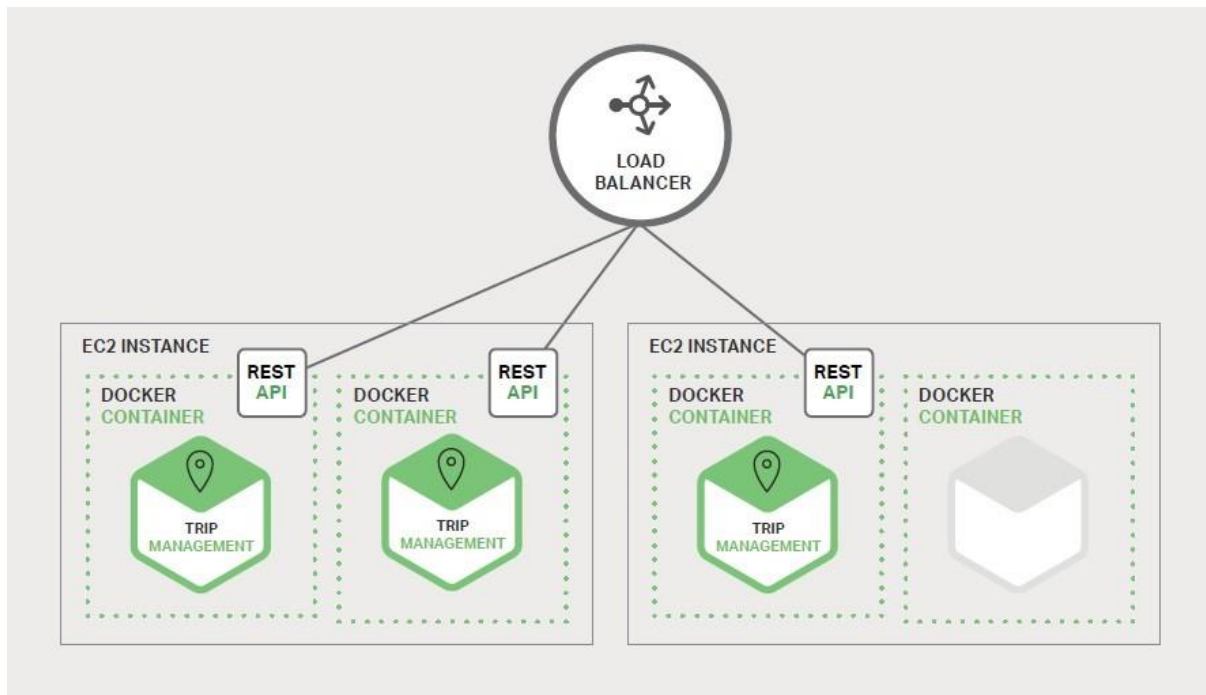 LOAD
BALANCER
EC2 INSTANCE
REST
API
DOCKER
CONTAINER
TRIP
MANAGEMENT
REST
API
DOCKER
CONTAINER
TRIP
MANAGEMENT
EC2 INSTANCE
REST
API
DOCKER
CONTAINER
TRIP
MANAGEMENT
DOCKER
CONTAINER